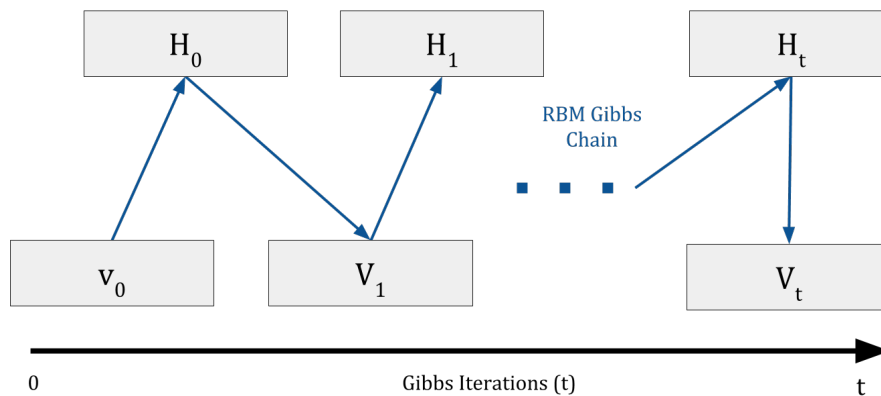 H₀
H₁
Hₜ
RBM Gibbs
Chain
v₀
V₁
Vₜ
0
Gibbs Iterations (t)
t